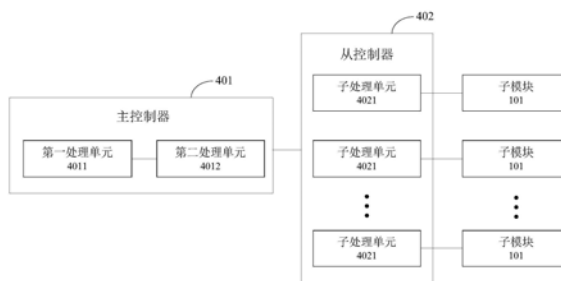 402
从控制器
401
子处理单元
4021
子模块
101
主控制器
第一处理单元
4011
第二处理单元
4012
子处理单元
4021
子模块
101
子处理单元
4021
子模块
101